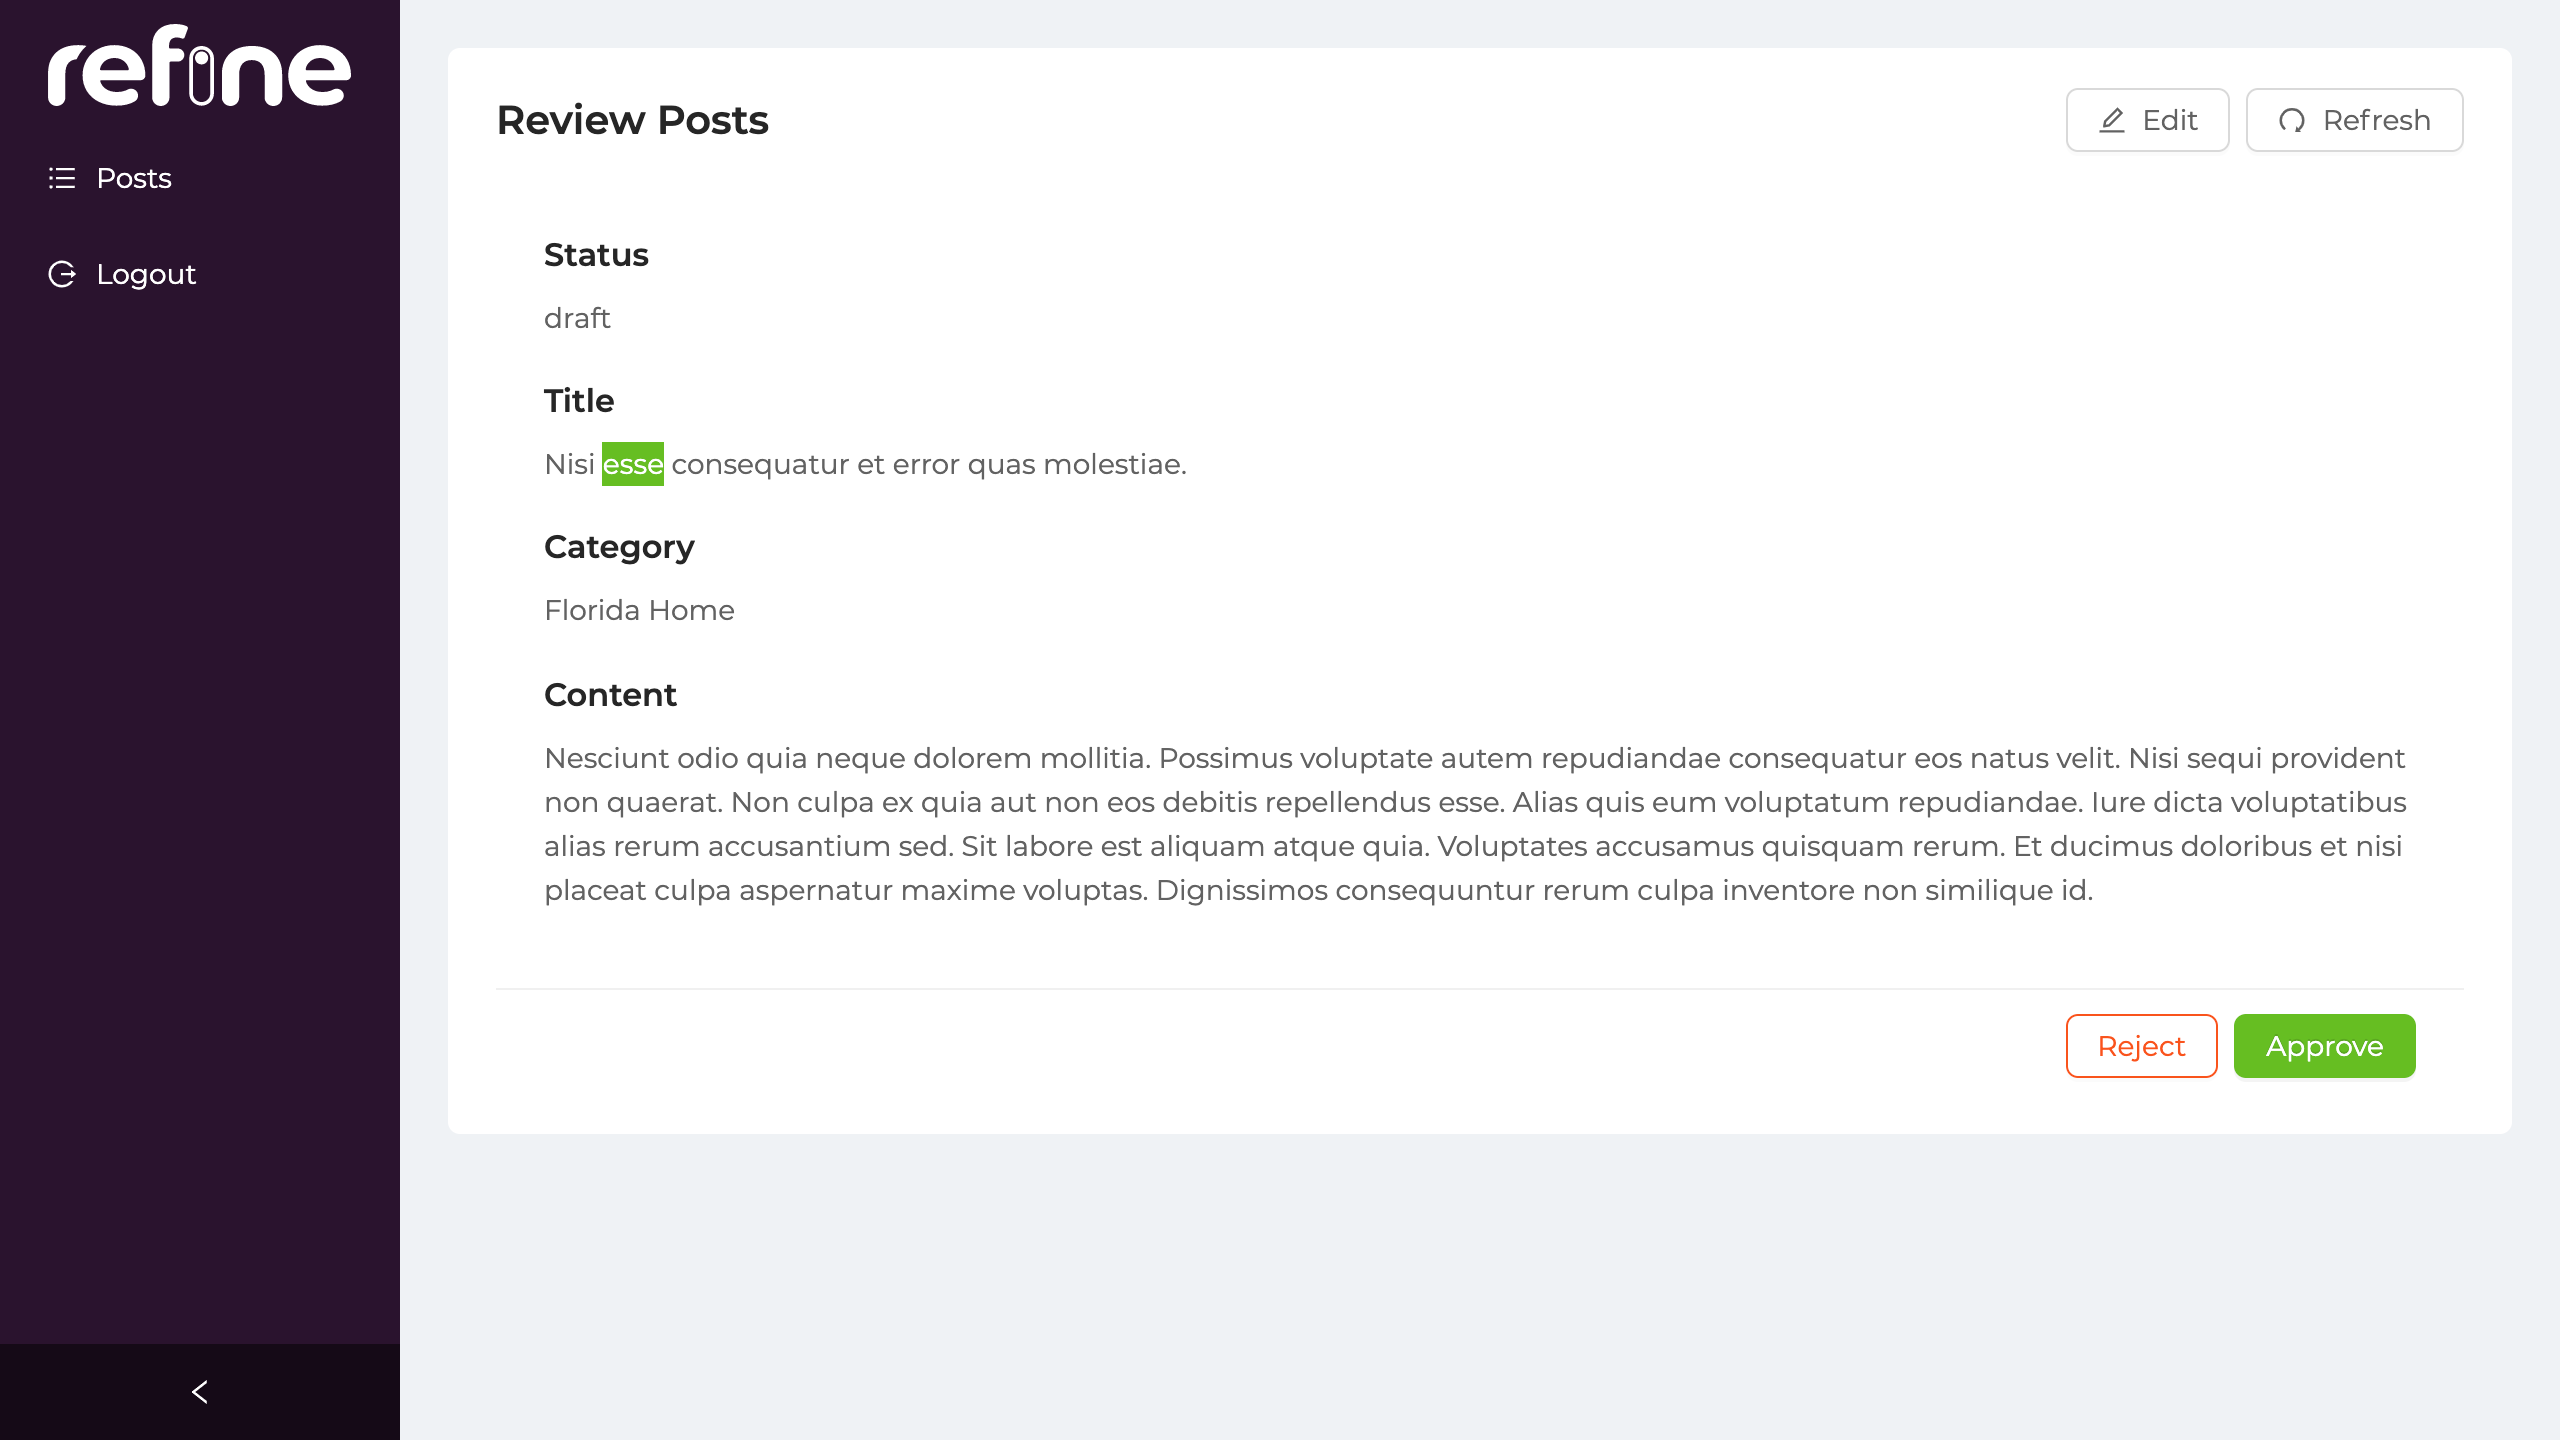 refine
Posts
Logout
Review Posts
Edit
Refresh
Status
draft
Title
Nisi esse consequatur et error quas molestiae.
Category
Florida Home
Content
Nesciunt odio quia neque dolorem mollitia. Possimus voluptate autem repudiandae consequatur eos natus velit. Nisi sequi provident
non quaerat. Non culpa ex quia aut non eos debitis repellendus esse. Alias quis eum voluptatum repudiandae. Iure dicta voluptatibus
alias rerum accusantium sed. Sit labore est aliquam atque quia. Voluptates accusamus quisquam rerum. Et ducimus doloribus et nisi
placeat culpa aspernatur maxime voluptas. Dignissimos consequuntur rerum culpa inventore non similique id.
Reject
Approve